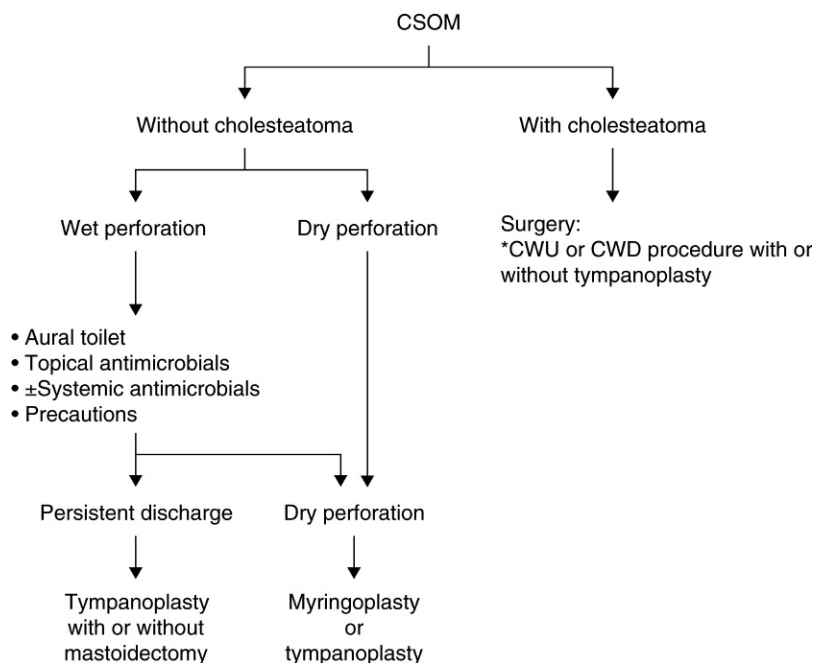 CSOM
Without cholesteatoma
With cholesteatoma
Wet perforation
Dry perforation
Surgery:
*CWU or CWD procedure with or
without tympanoplasty
• Aural toilet
• Topical antimicrobials
• ±Systemic antimicrobials
• Precautions
Persistent discharge
Dry perforation
Tympanoplasty
with or without
mastoidectomy
Myringoplasty
or
tympanoplasty